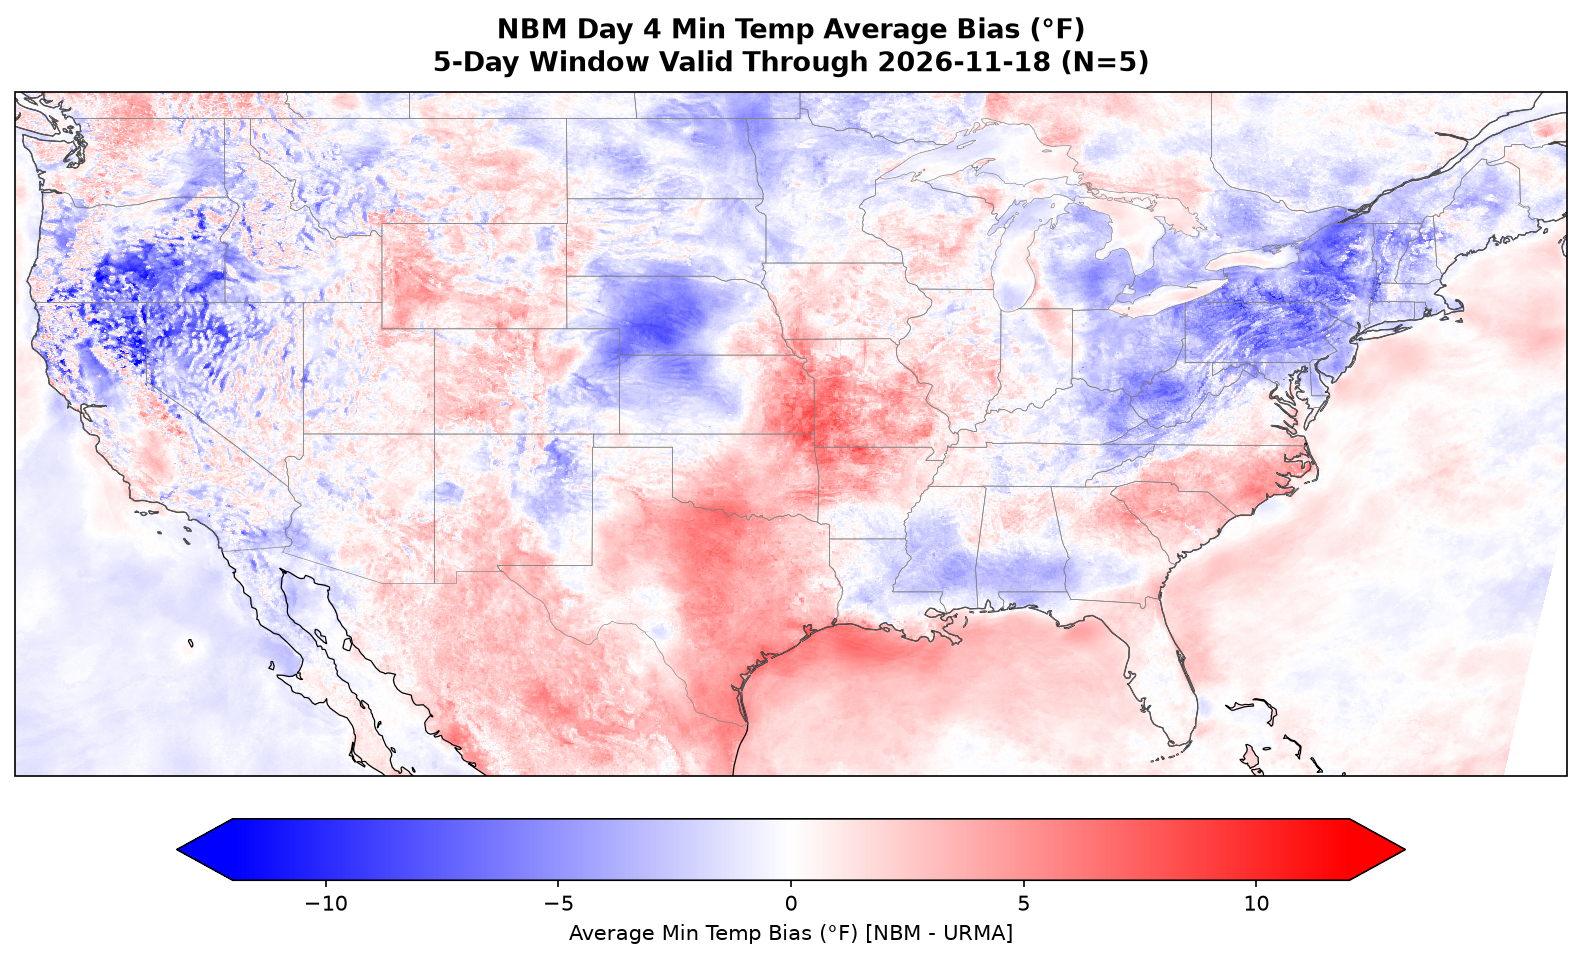 NBM Day 4 Min Temp Average Bias (°F)
5-Day Window Valid Through 2026-11-18 (N=5)
−10 −5 0 5 10
Average Min Temp Bias (°F) [NBM - URMA]